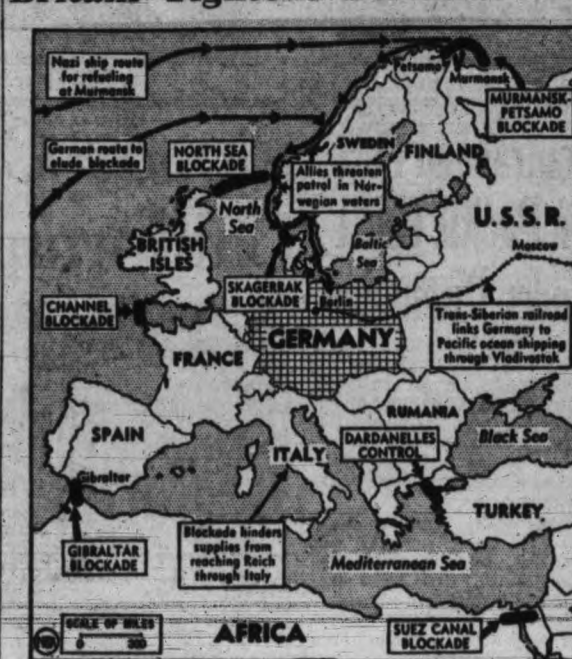 Nazi ship route
for refueling
at Murmansk
Petsamo
Murmansk
MURMANSK-
PETSAMO
BLOCKADE
German route to
elude blockade
NORTH SEA
BLOCKADE
SWEDEN
FINLAND
Allies threaten
patrol in Nor-
wegian waters
North
Sea
U.S.S.R.
Moscow
BRITISH
ISLES
Baltic
Sea
SKAGERRAK
BLOCKADE
Berlin
CHANNEL
BLOCKADE
Trans-Siberian railroad
links Germany to
Pacific ocean shipping
through Vladivostok
GERMANY
FRANCE
RUMANIA
SPAIN
ITALY
DARDANELLES
CONTROL
Black Sea
Gibraltar
TURKEY
GIBRALTAR
BLOCKADE
Blockade hinders
supplies from
reaching Reich
through Italy
Mediterranean Sea
SCALE OF MILES
0 300
AFRICA
SUEZ CANAL
BLOCKADE